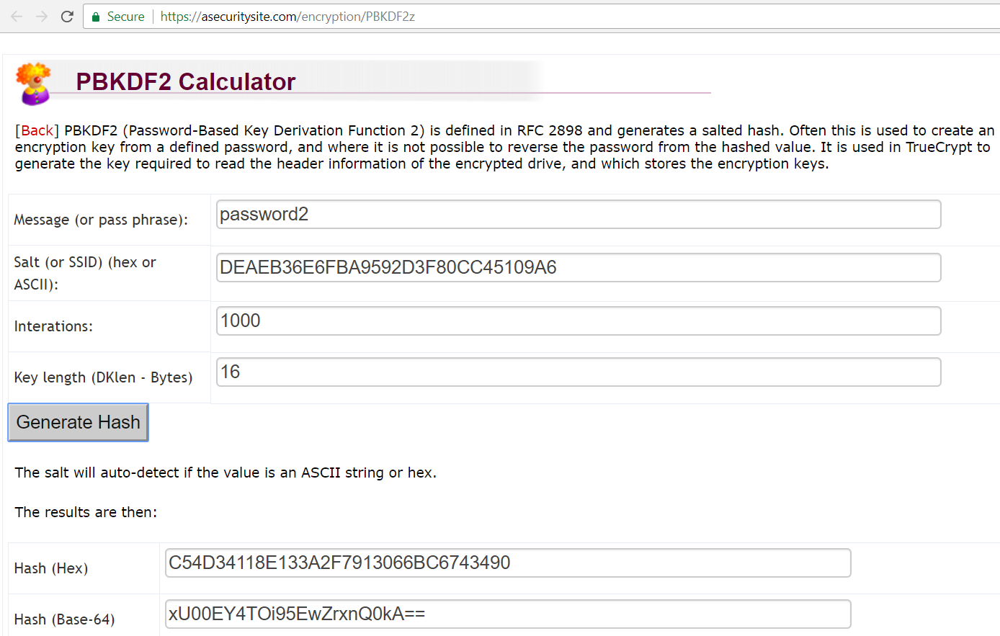 Secure https://asecuritysite.com/encryption/PBKDF2z
PBKDF2 Calculator
[Back] PBKDF2 (Password-Based Key Derivation Function 2) is defined in RFC 2898 and generates a salted hash. Often this is used to create an
encryption key from a defined password, and where it is not possible to reverse the password from the hashed value. It is used in TrueCrypt to
generate the key required to read the header information of the encrypted drive, and which stores the encryption keys.
Message (or pass phrase): password2
Salt (or SSID) (hex or
ASCII): DEAEB36E6FBA9592D3F80CC45109A6
Interations: 1000
Key length (DKlen - Bytes) 16
Generate Hash
The salt will auto-detect if the value is an ASCII string or hex.
The results are then:
Hash (Hex) C54D34118E133A2F7913066BC6743490
Hash (Base-64) xU00EY4TOi95EwZrxnQ0kA==